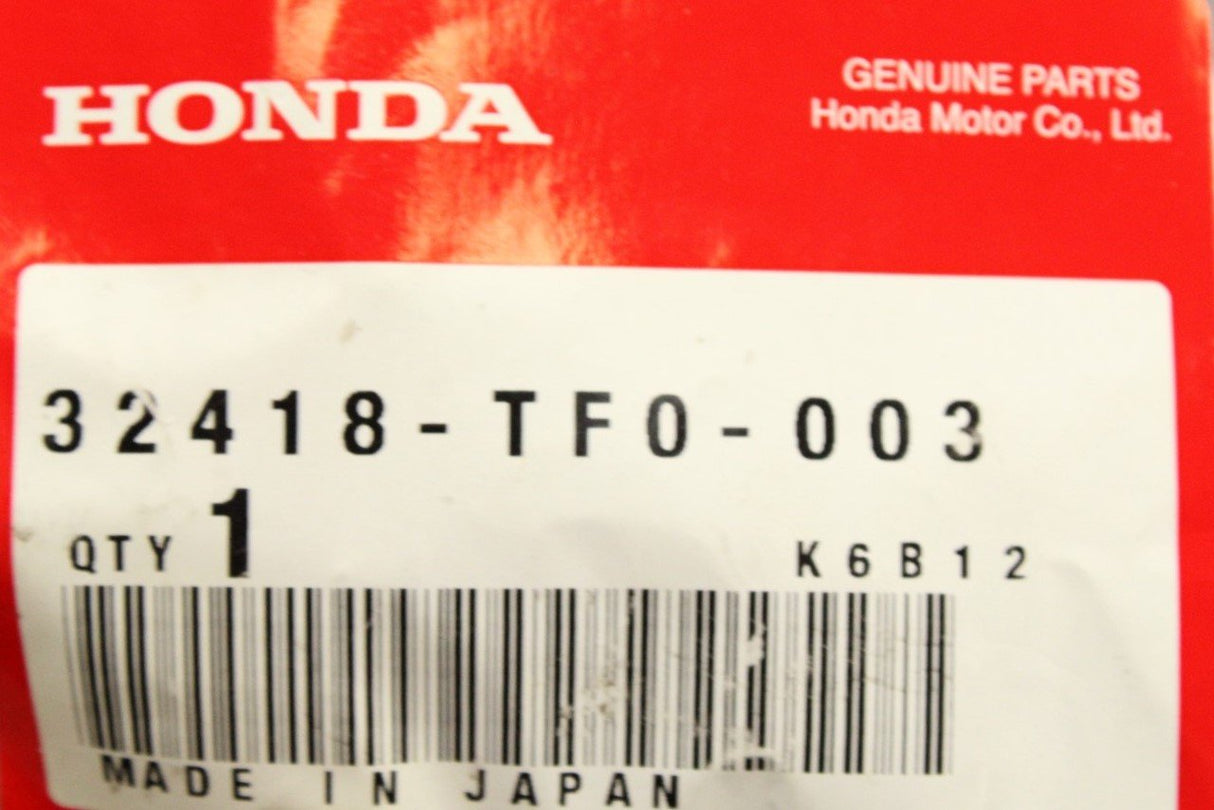 HONDA
GENUINE PARTS
Honda Motor Co., Ltd.
32418-TF0-003
QTY 1
K6B12
MADE IN JAPAN